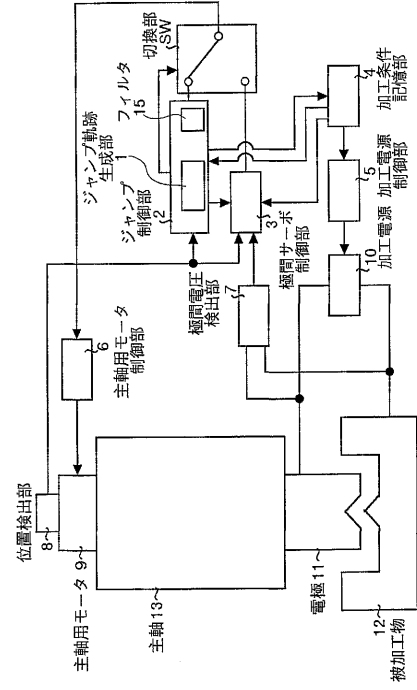 切換部
SW
フィルタ
15
ジャンプ軌跡
生成部
1
ジャンプ
制御部
2
加工条件
記憶部
4
加工電源
制御部
5
加工電源
10
極間サーボ
制御部
3
極間電圧
検出部
7
主軸用モータ
制御部
6
位置検出部
8
主軸用モータ
9
主軸13
電極11
12
被加工物